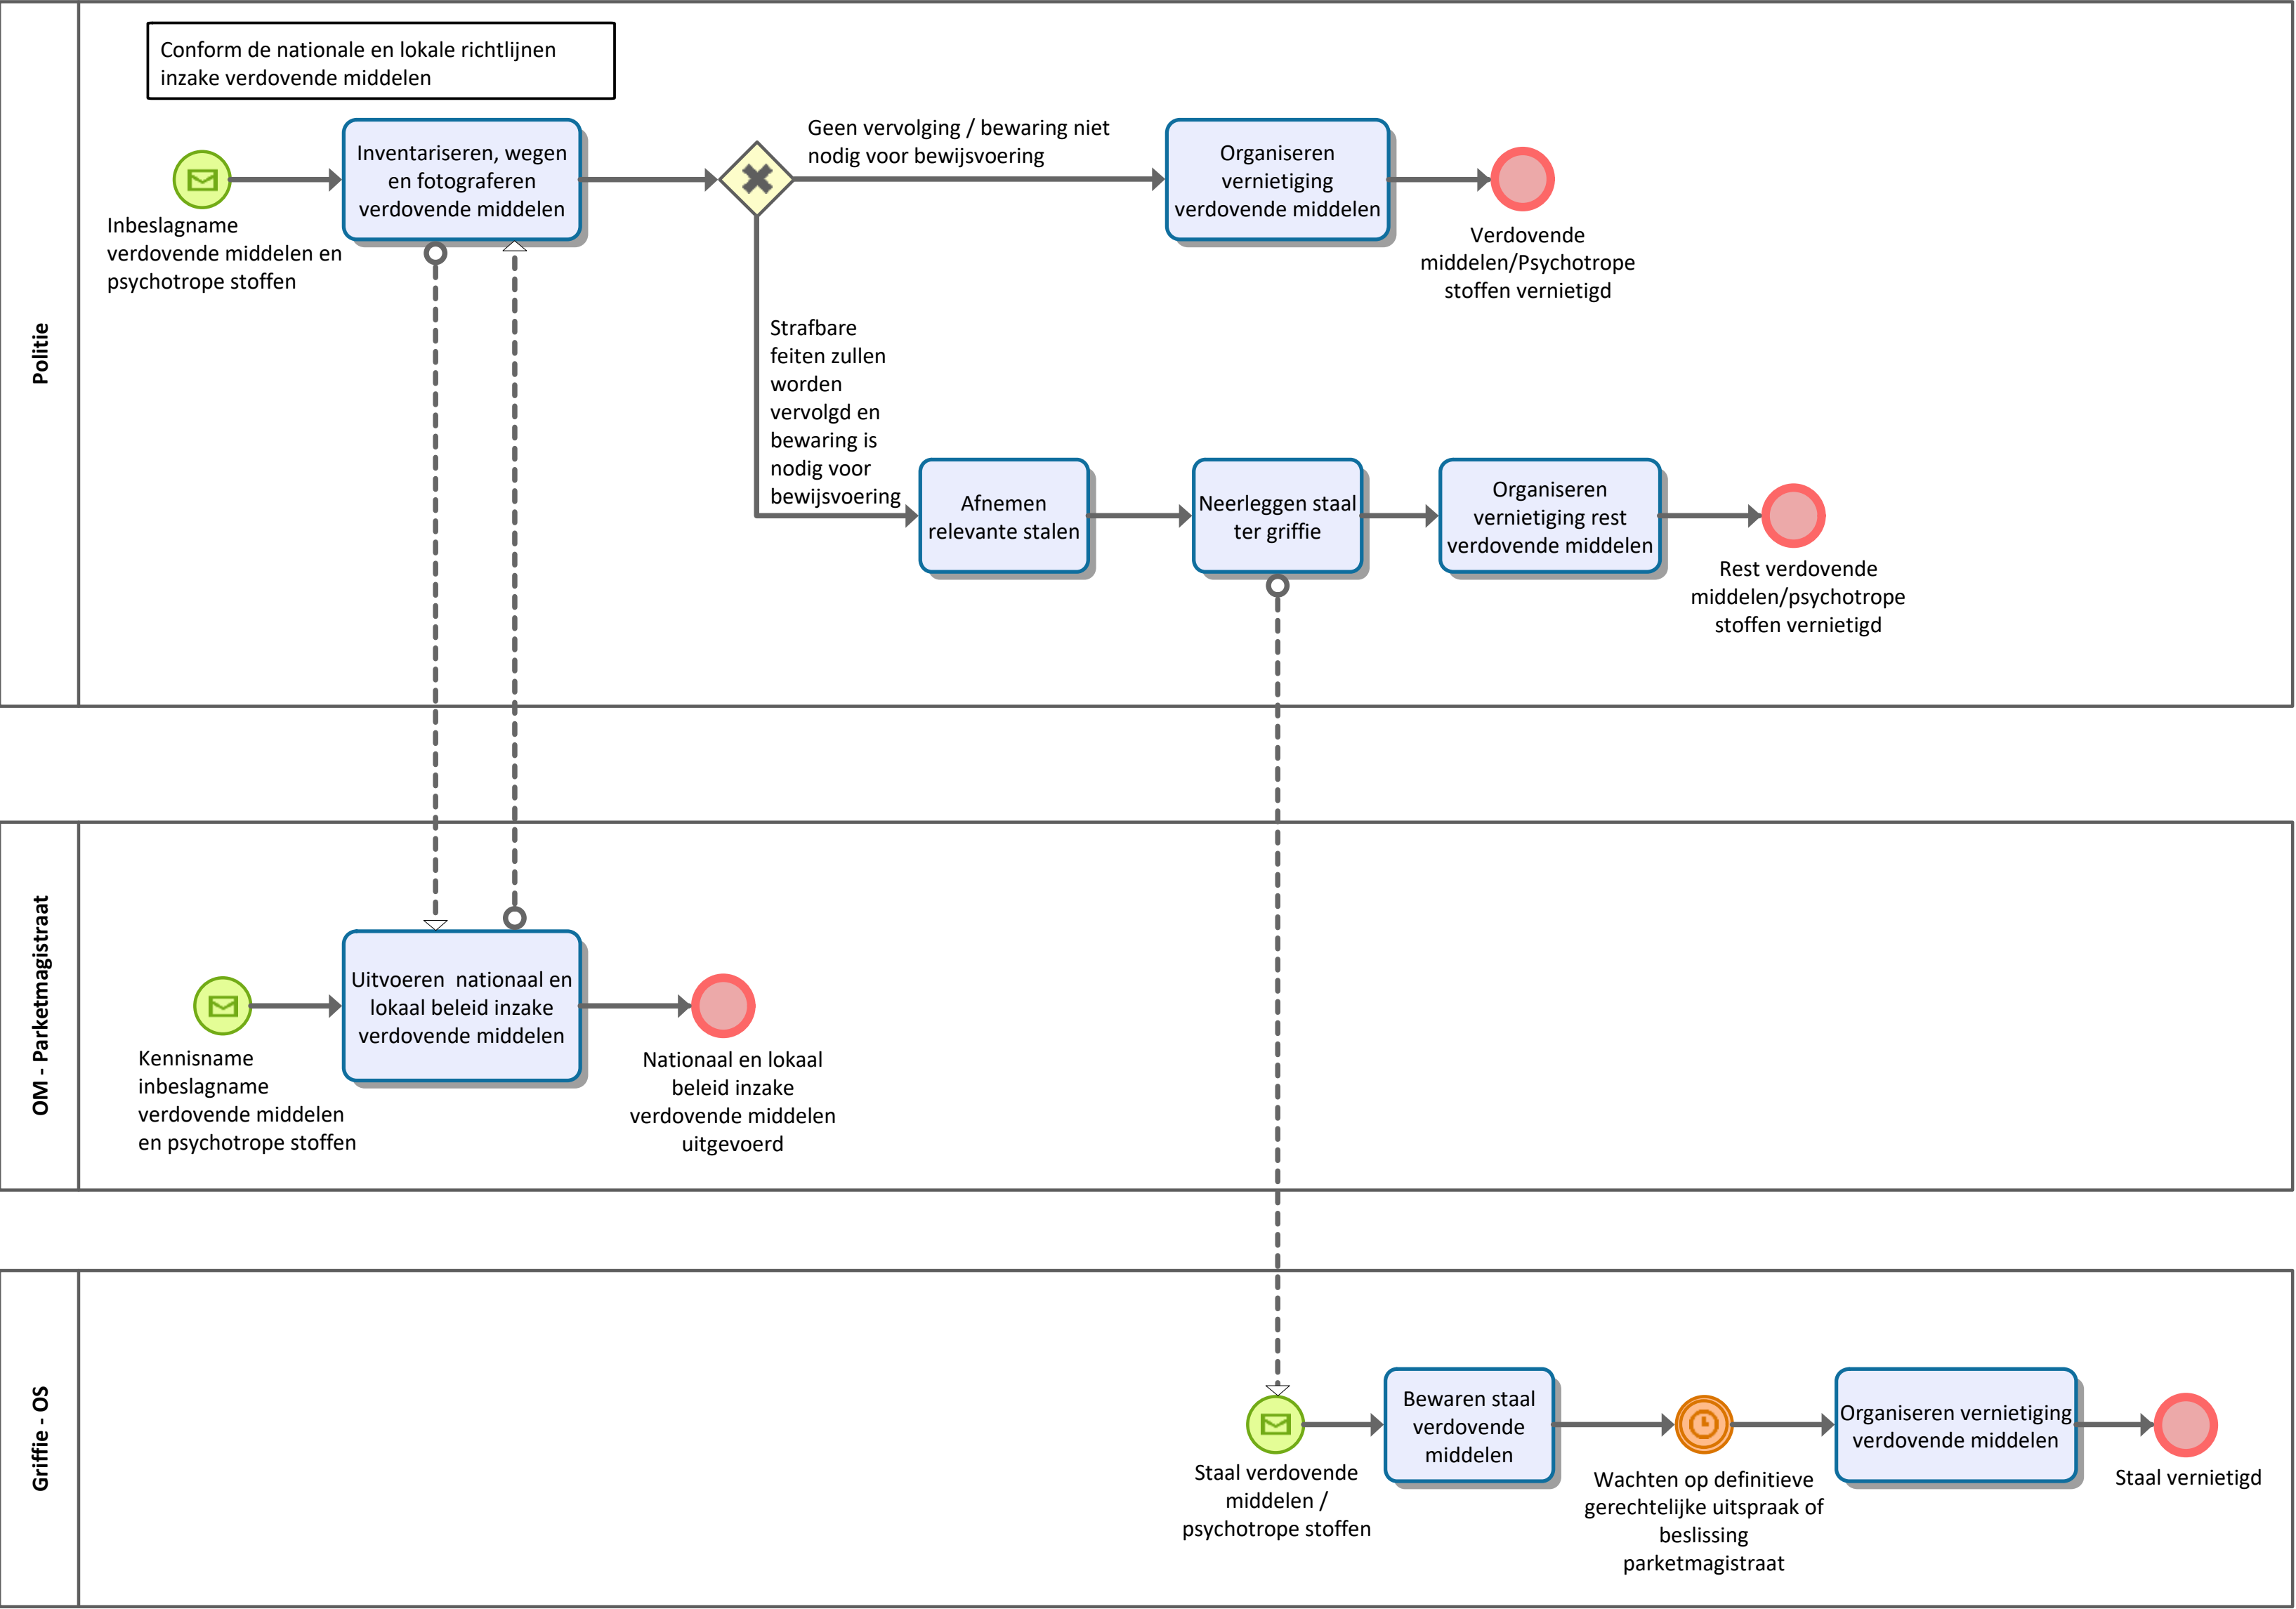 Politie
Conform de nationale en lokale richtlijnen
inzake verdovende middelen
Inbeslagname
verdovende middelen en
psychotrope stoffen
Inventariseren, wegen
en fotograferen
verdovende middelen
Geen vervolging / bewaring niet
nodig voor bewijsvoering
Organiseren
vernietiging
verdovende middelen
Verdovende
middelen/Psychotrope
stoffen vernietigd
Strafbare
feiten zullen
worden
vervolgd en
bewaring is
nodig voor
bewijsvoering
Afnemen
relevante stalen
Neerleggen staal
ter griffie
Organiseren
vernietiging rest
verdovende middelen
Rest verdovende
middelen/psychotrope
stoffen vernietigd
OM - Parketmagistraat
Kennisname
inbeslagname
verdovende middelen
en psychotrope stoffen
Uitvoeren  nationaal en
lokaal beleid inzake
verdovende middelen
Nationaal en lokaal
beleid inzake
verdovende middelen
uitgevoerd
Griffie - OS
Staal verdovende
middelen /
psychotrope stoffen
Bewaren staal
verdovende
middelen
Wachten op definitieve
gerechtelijke uitspraak of
beslissing
parketmagistraat
Organiseren vernietiging
verdovende middelen
Staal vernietigd